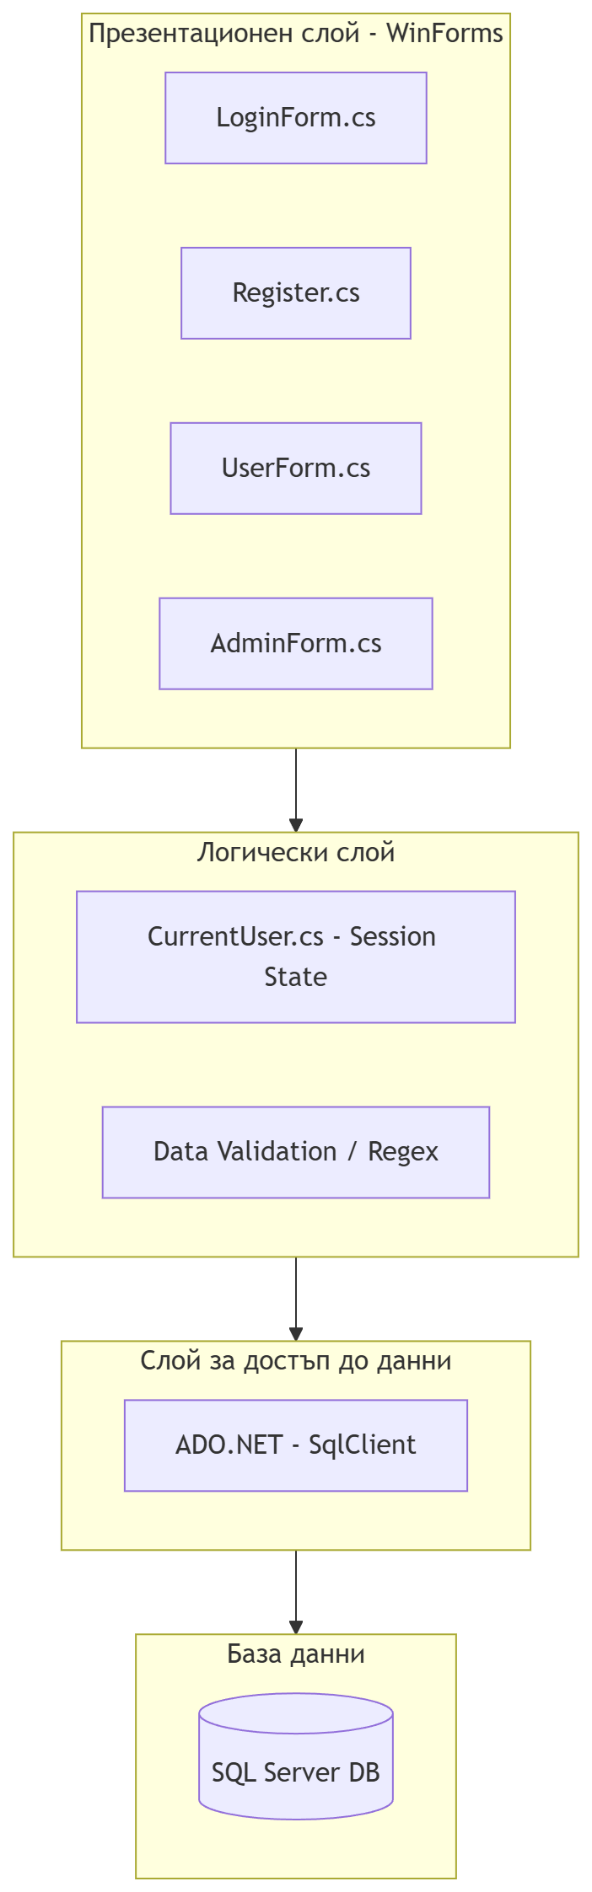 Презентационен слой - WinForms
LoginForm.cs
Register.cs
UserForm.cs
AdminForm.cs
Логически слой
CurrentUser.cs - Session
State
Data Validation / Regex
Слой за достъп до данни
ADO.NET - SqlClient
База данни
SQL Server DB